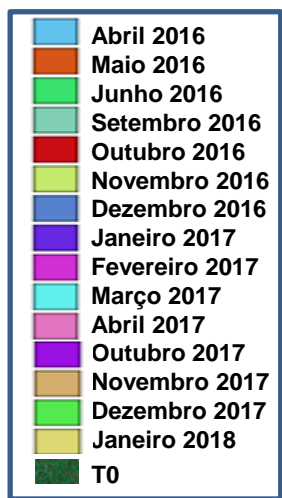 Abril 2016
Maio 2016
Junho 2016
Setembro 2016
Outubro 2016
Novembro 2016
Dezembro 2016
Janeiro 2017
Fevereiro 2017
Março 2017
Abril 2017
Outubro 2017
Novembro 2017
Dezembro 2017
Janeiro 2018
T0